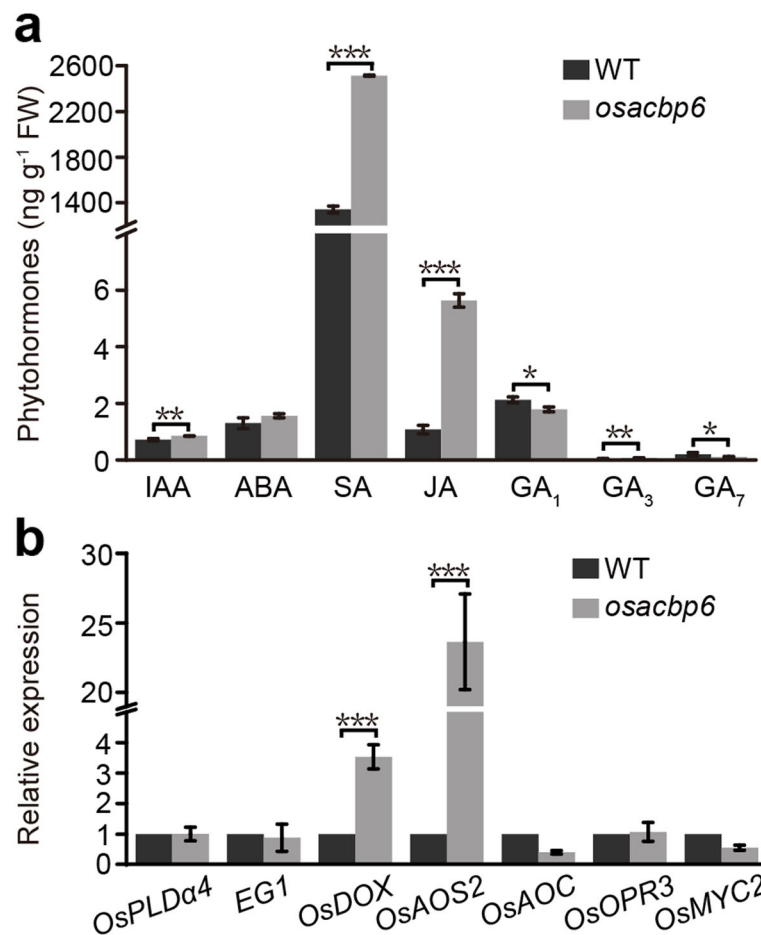 a
Phytohormones (ng g⁻¹ FW)
2600
2200
1800
1400
6
4
2
0
***
WT
osacbp6
***
*
**
**
*
IAA ABA SA JA GA₁ GA₃ GA₇
b
Relative expression
30
25
20
4
3
2
1
0
***
WT
osacbp6
***
OsPLDα4 EG1 OsDOX OsAOS2 OsAOC OsOPR3 OsMYC2